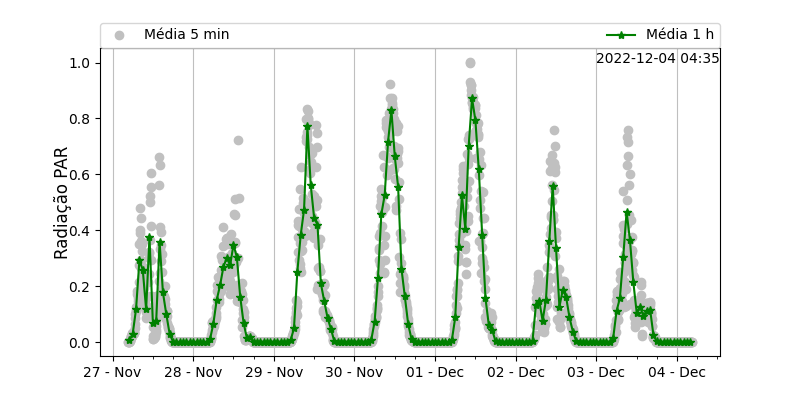 Média 5 min
Média 1 h
2022-12-04 04:35
Radiação PAR
1.0
0.8
0.6
0.4
0.2
0.0
27 - Nov
28 - Nov
29 - Nov
30 - Nov
01 - Dec
02 - Dec
03 - Dec
04 - Dec